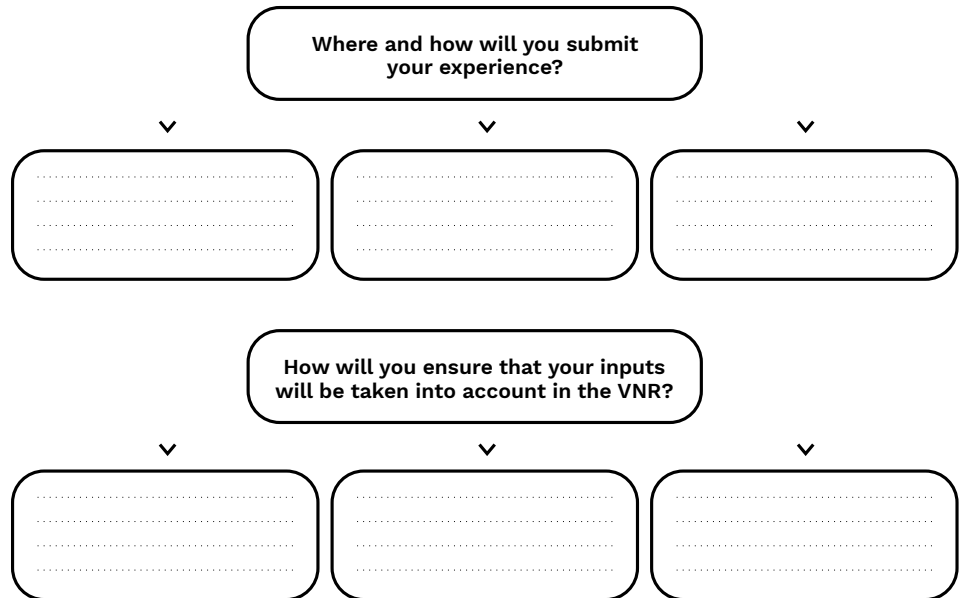 Where and how will you submit
your experience?
How will you ensure that your inputs
will be taken into account in the VNR?